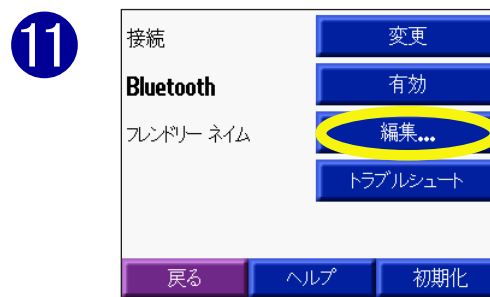 11
接続 変更
Bluetooth 有効
フレンドリー ネイム 編集...
トラブルシュート
戻る ヘルプ 初期化